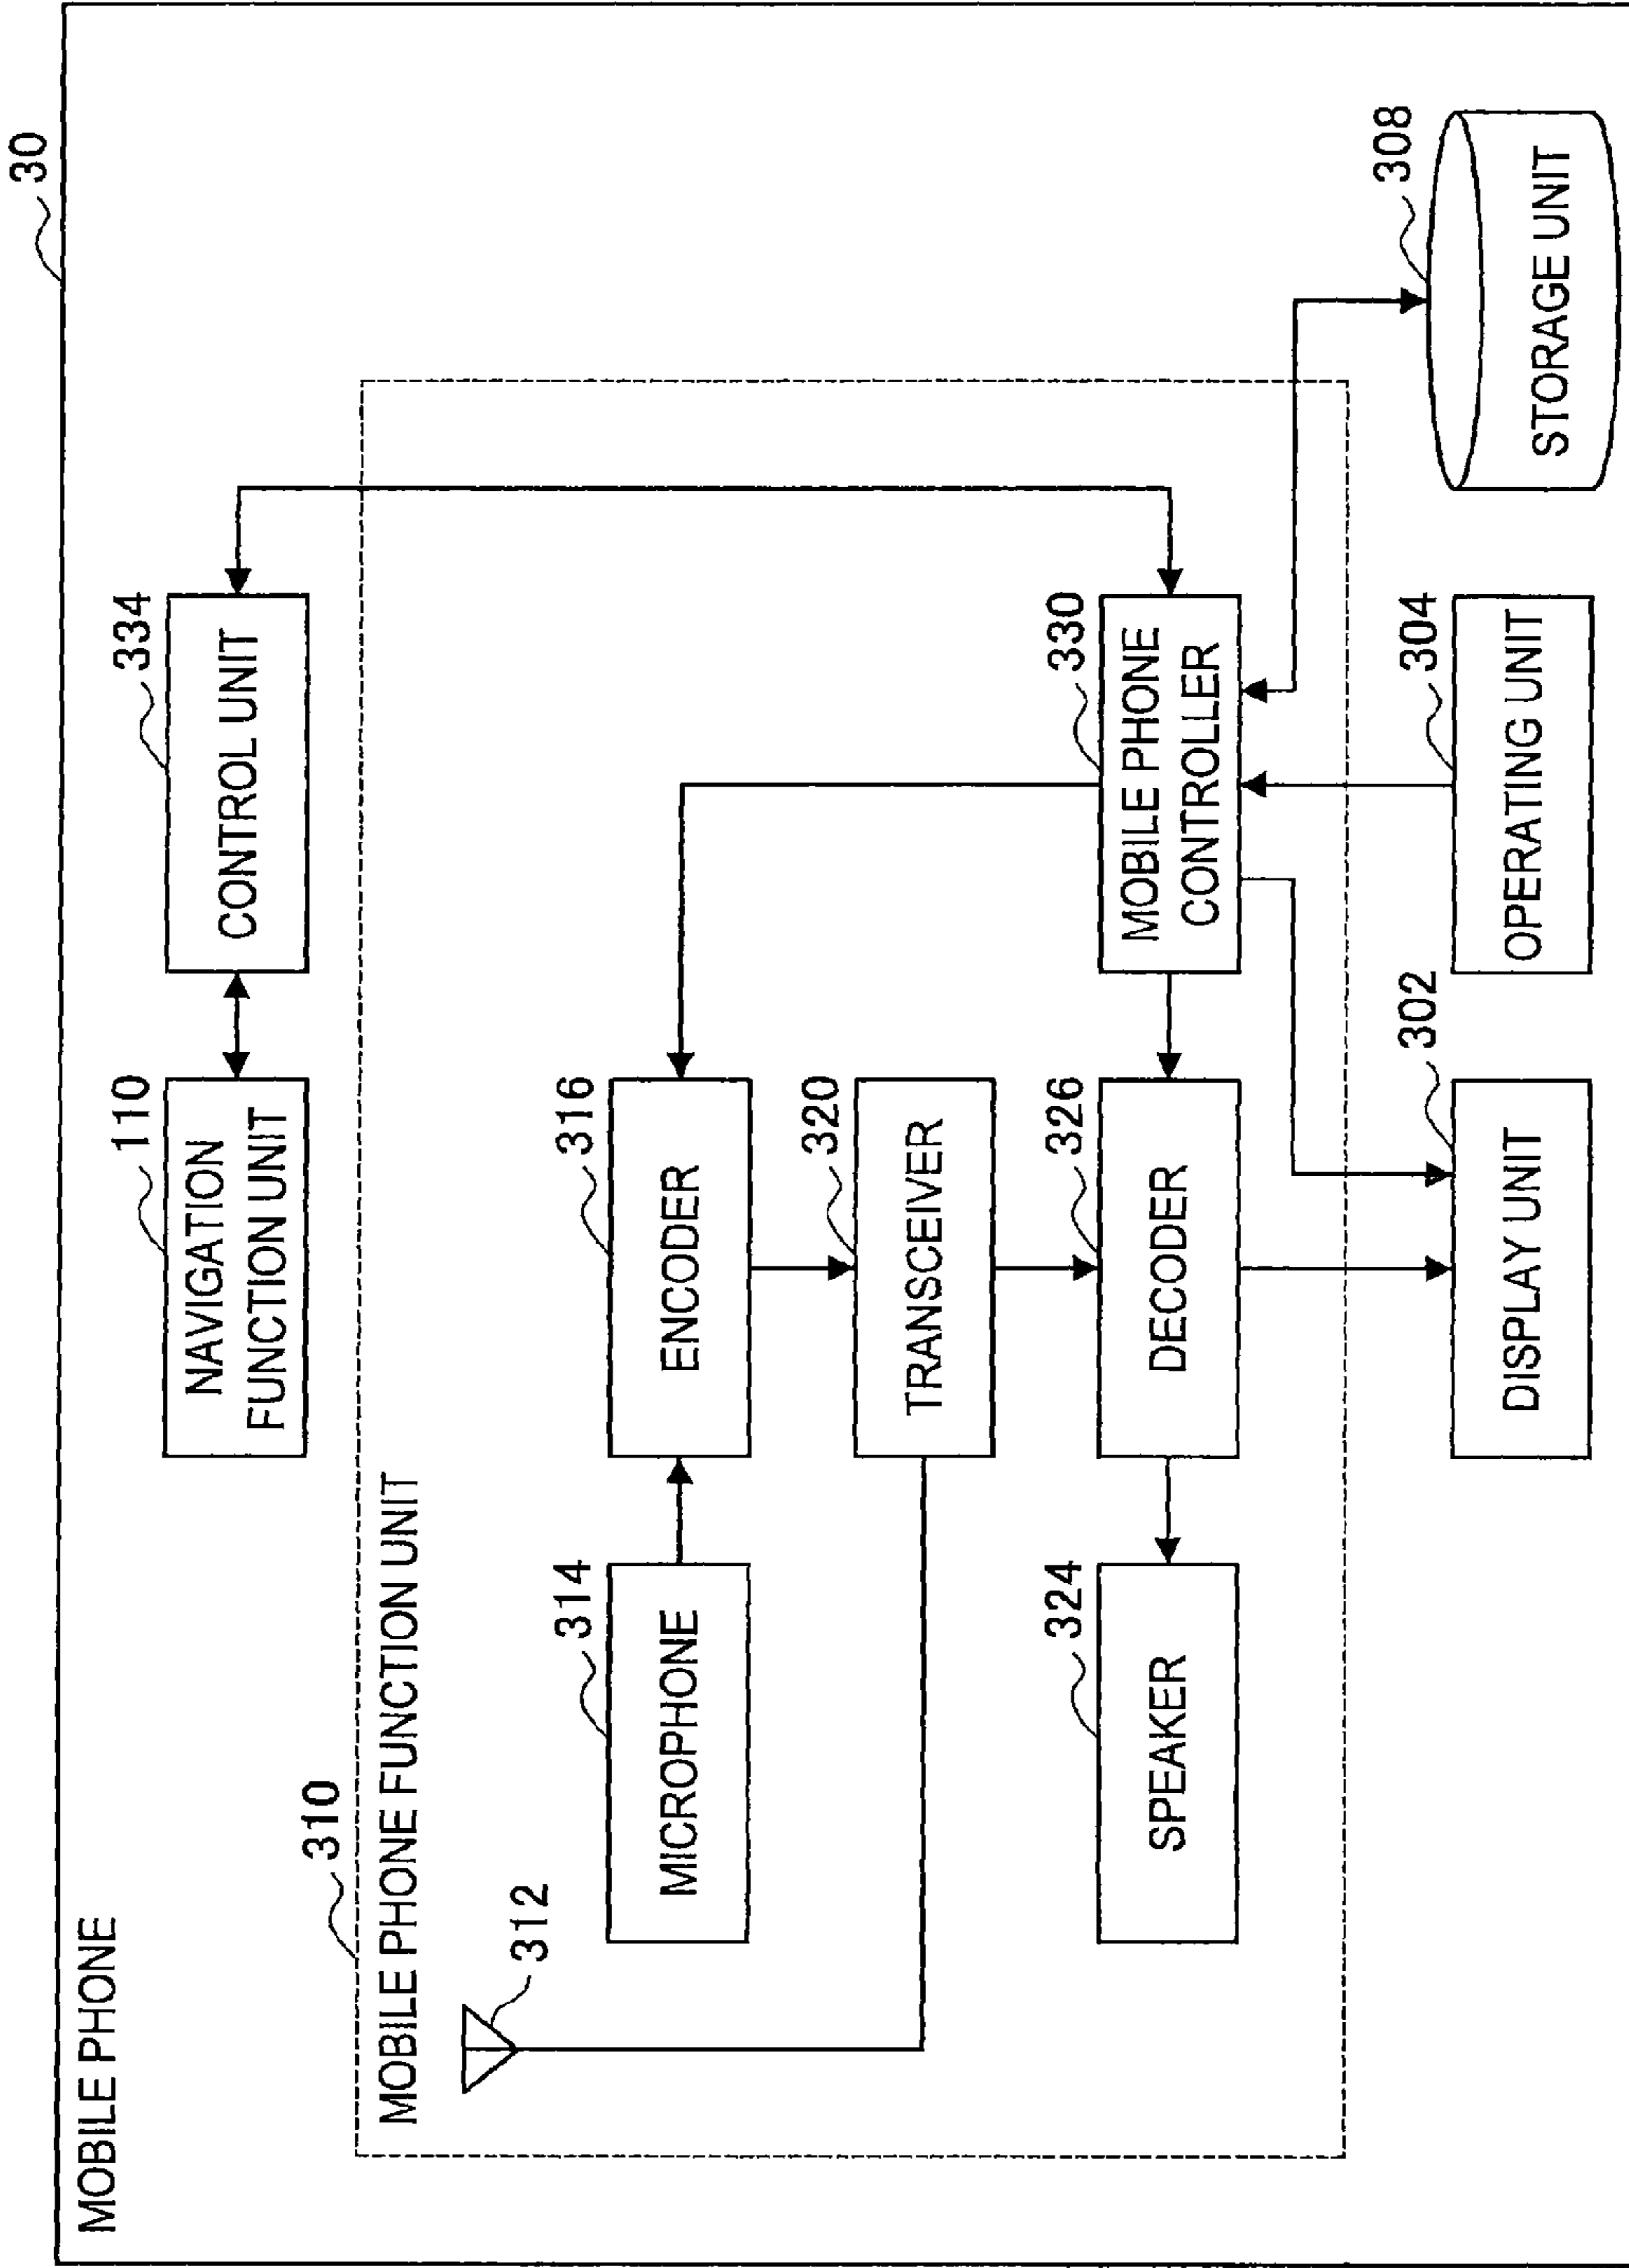 MOBILE PHONE
30
110
NAVIGATION
FUNCTION UNIT
334
CONTROL UNIT
310
MOBILE PHONE FUNCTION UNIT
312
314
MICROPHONE
316
ENCODER
320
TRANSCEIVER
324
SPEAKER
326
DECODER
330
MOBILE PHONE
CONTROLLER
302
DISPLAY UNIT
304
OPERATING UNIT
308
STORAGE UNIT